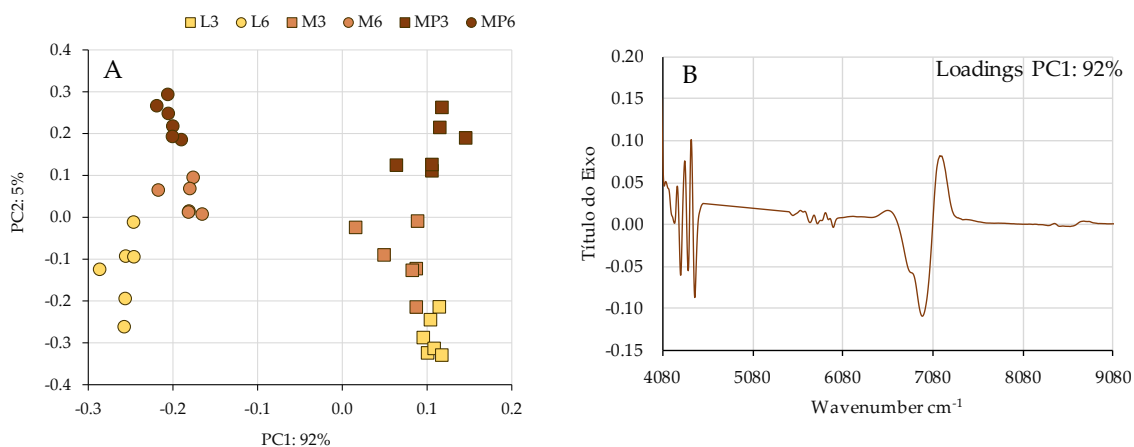 L3 L6 M3 M6 MP3 MP6
A
0.4
0.3
0.2
0.1
0.0
-0.1
-0.2
-0.3
0.4
PC2: 5%
-0.3 -0.2 0.0 0.1 0.2
PC1: 92%
B
Loadings PC1: 92%
0.20
0.15
0.10
0.05
0.00
-0.05
-0.10
-0.15
Título do Eixo
4080 5080 6080 7080 8080 9080
Wavenumber cm-1